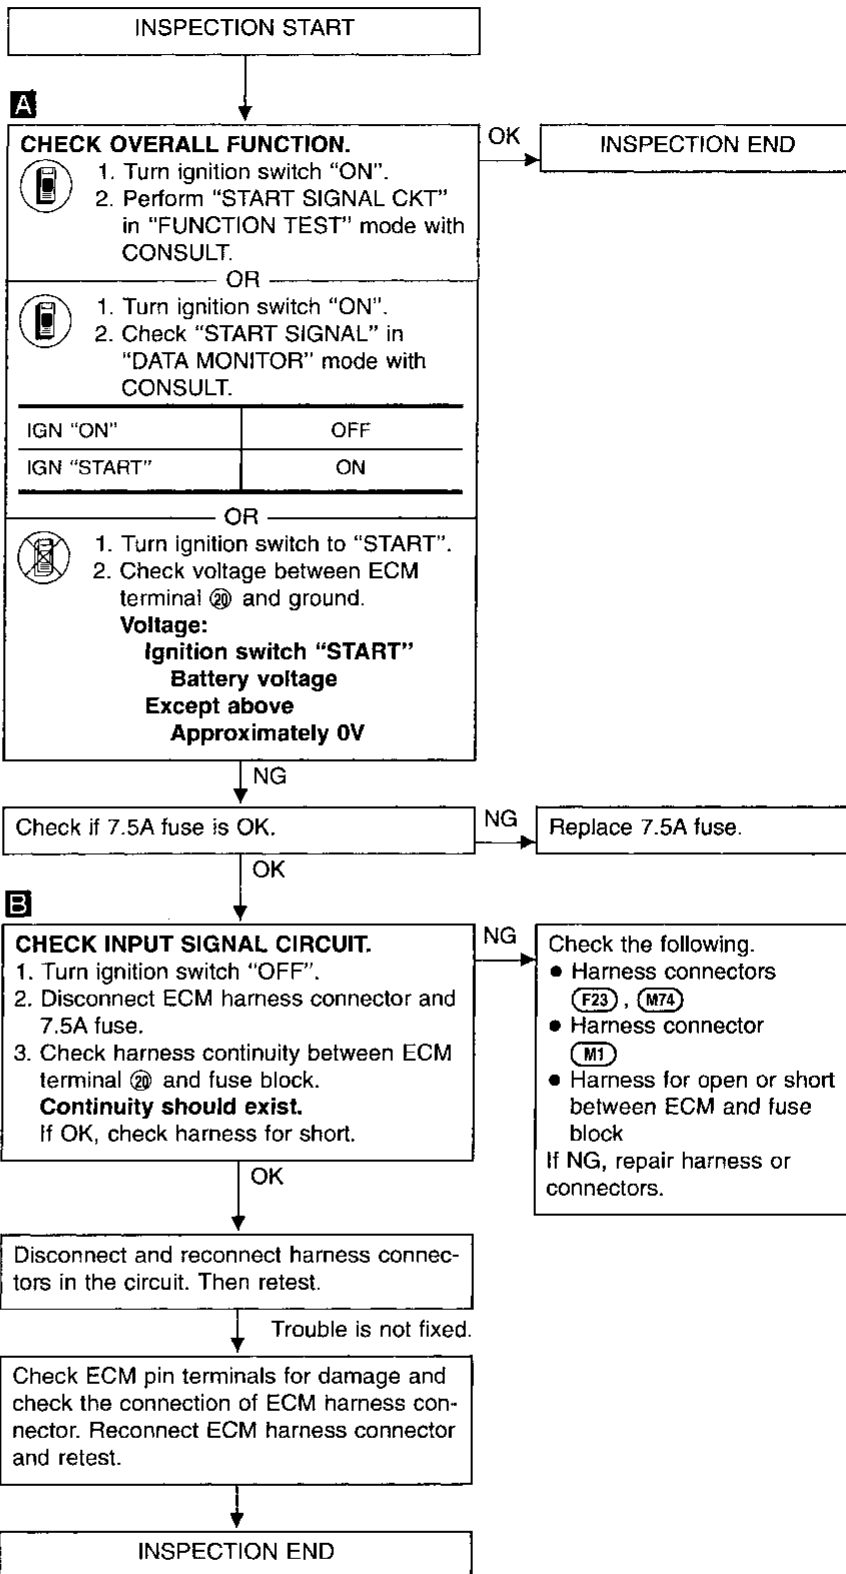 INSPECTION START
A
CHECK OVERALL FUNCTION.
1. Turn ignition switch “ON”.
2. Perform “START SIGNAL CKT”
in “FUNCTION TEST” mode with
CONSULT.
OR
1. Turn ignition switch “ON”.
2. Check “START SIGNAL” in
“DATA MONITOR” mode with
CONSULT.
IGN “ON” OFF
IGN “START” ON
OR
1. Turn ignition switch to “START”.
2. Check voltage between ECM
terminal ⑳ and ground.
Voltage:
Ignition switch “START”
Battery voltage
Except above
Approximately 0V
OK
INSPECTION END
NG
Check if 7.5A fuse is OK.
NG
Replace 7.5A fuse.
OK
B
CHECK INPUT SIGNAL CIRCUIT.
1. Turn ignition switch “OFF”.
2. Disconnect ECM harness connector and
7.5A fuse.
3. Check harness continuity between ECM
terminal ⑳ and fuse block.
Continuity should exist.
If OK, check harness for short.
NG
Check the following.
● Harness connectors
F23 , M74
● Harness connector
M1
● Harness for open or short
between ECM and fuse
block
If NG, repair harness or
connectors.
OK
Disconnect and reconnect harness connec-
tors in the circuit. Then retest.
Trouble is not fixed.
Check ECM pin terminals for damage and
check the connection of ECM harness con-
nector. Reconnect ECM harness connector
and retest.
INSPECTION END